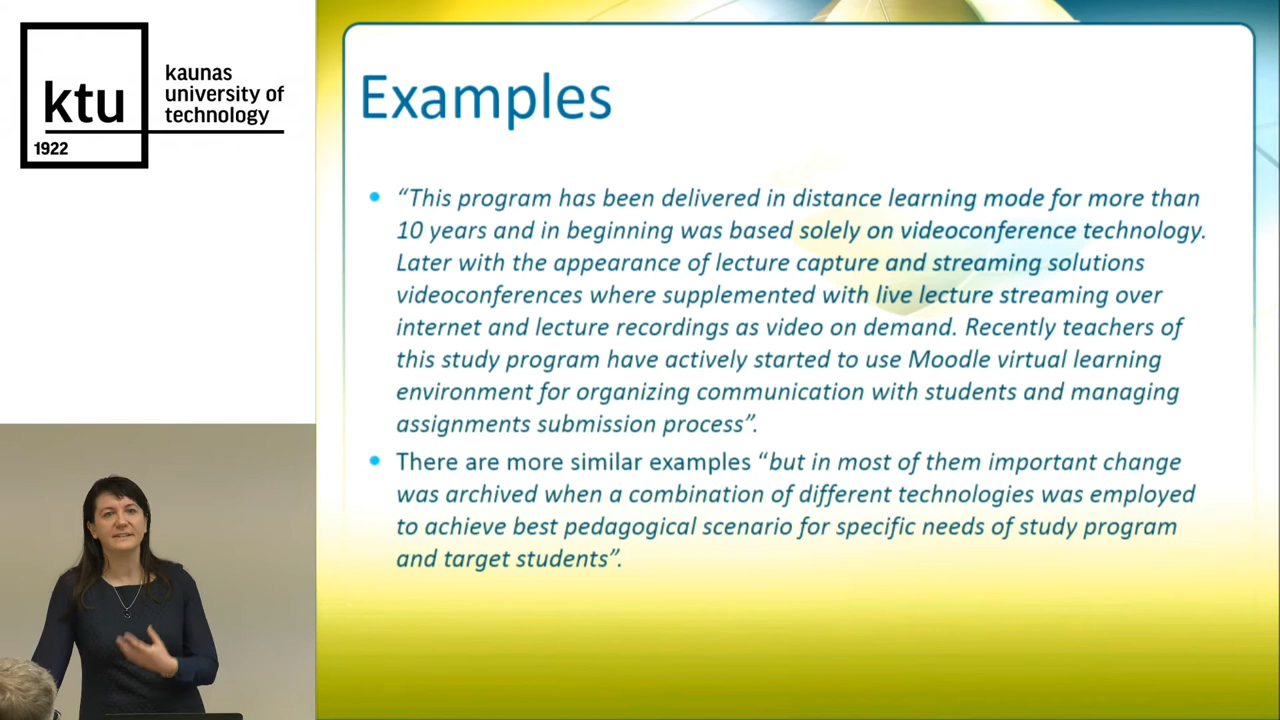 ktu
1922
kaunas
university of
technology
Examples
• “This program has been delivered in distance learning mode for more than
10 years and in beginning was based solely on videoconference technology.
Later with the appearance of lecture capture and streaming solutions
videoconferences where supplemented with live lecture streaming over
internet and lecture recordings as video on demand. Recently teachers of
this study program have actively started to use Moodle virtual learning
environment for organizing communication with students and managing
assignments submission process”.
• There are more similar examples “but in most of them important change
was archived when a combination of different technologies was employed
to achieve best pedagogical scenario for specific needs of study program
and target students”.